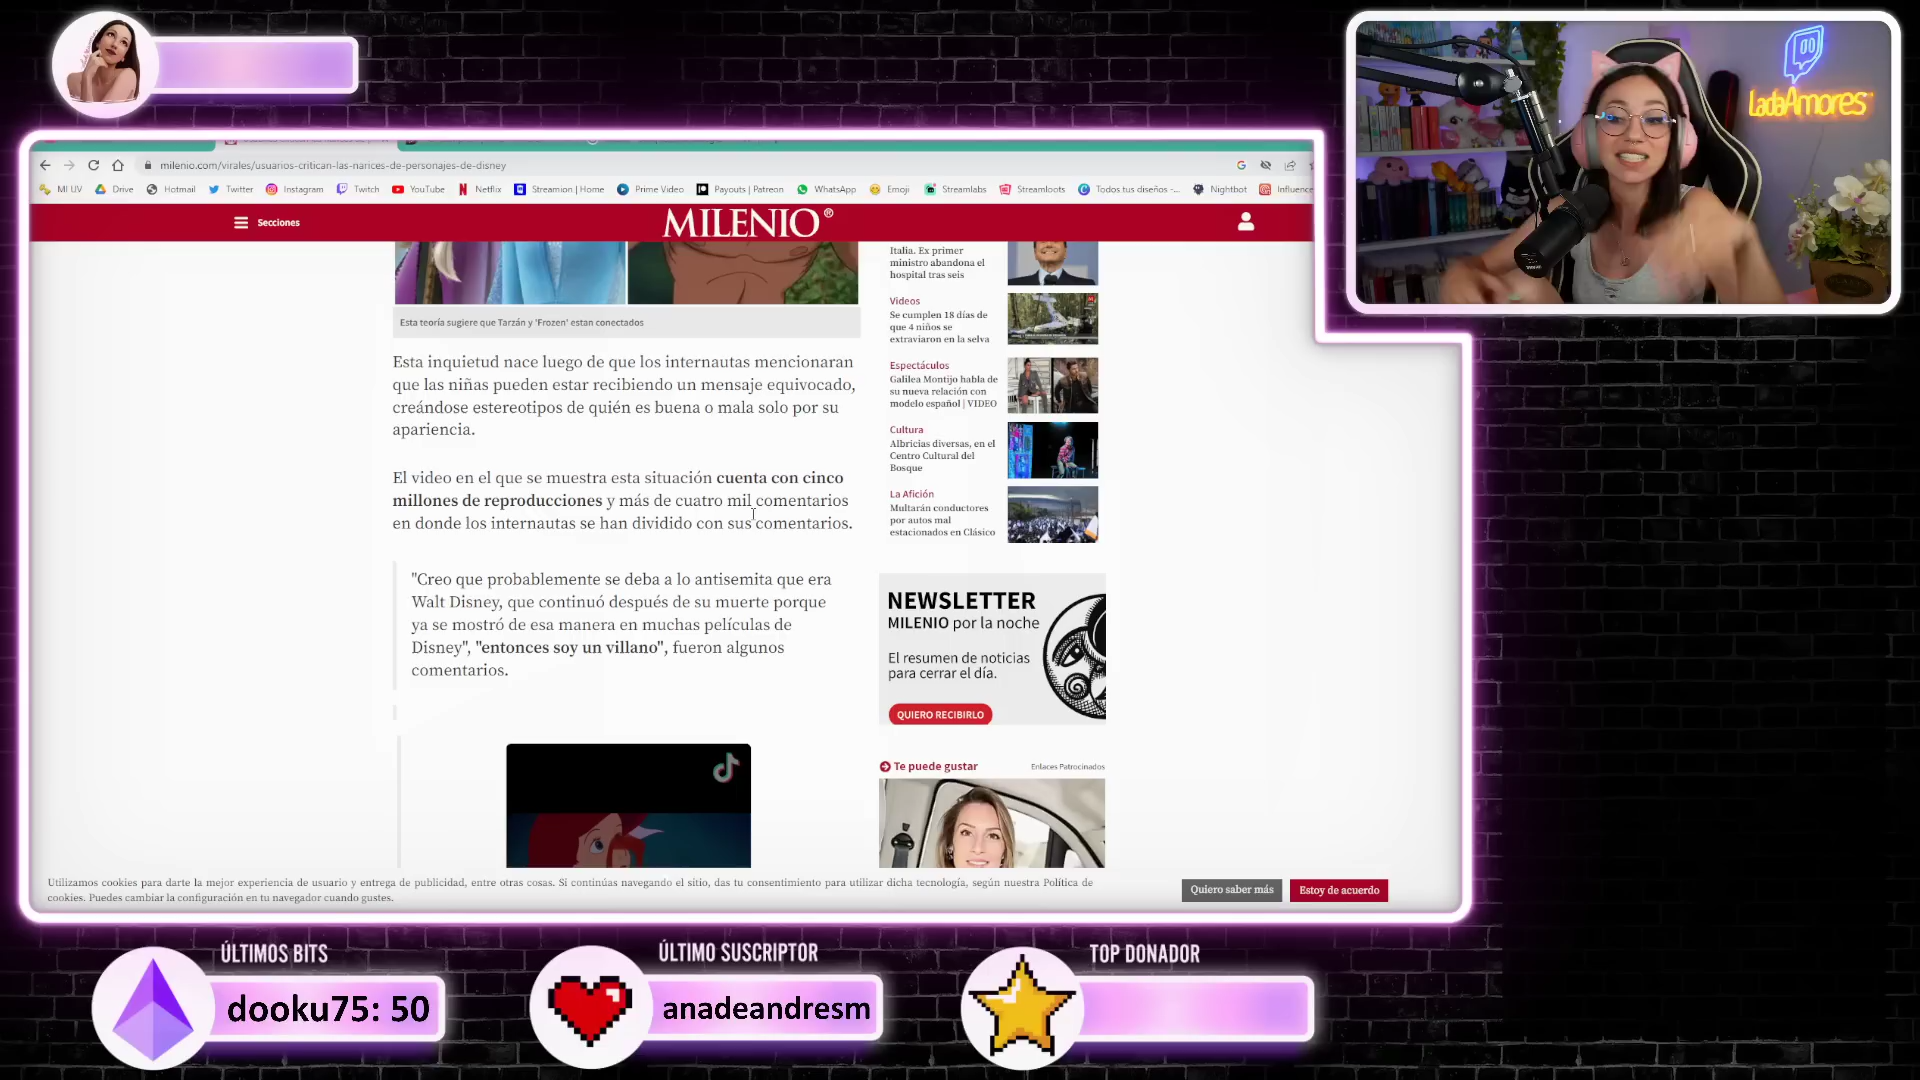 LadaAmores
milenio.com/virales/usuarios-critican-las-narices-de-personajes-de-disney
MI UV
Drive
Hotmail
Twitter
Instagram
Twitch
YouTube
Netflix
Streamion | Home
Prime Video
Payouts | Patreon
WhatsApp
Emoji
Streamlabs
Streamloots
Todos tus diseños -...
Nightbot
Influence
Secciones
MILENIO®
Esta teoría sugiere que Tarzán y 'Frozen' estan conectados
Esta inquietud nace luego de que los internautas mencionaran
que las niñas pueden estar recibiendo un mensaje equivocado,
creándose estereotipos de quién es buena o mala solo por su
apariencia.
El video en el que se muestra esta situación cuenta con cinco
millones de reproducciones y más de cuatro mil comentarios
en donde los internautas se han dividido con sus comentarios.
"Creo que probablemente se deba a lo antisemita que era
Walt Disney, que continuó después de su muerte porque
ya se mostró de esa manera en muchas películas de
Disney", "entonces soy un villano", fueron algunos
comentarios.
Italia. Ex primer
ministro abandona el
hospital tras seis
Videos
Se cumplen 18 días de
que 4 niños se
extraviaron en la selva
Espectáculos
Galilea Montijo habla de
su nueva relación con
modelo español | VIDEO
Cultura
Albricias diversas, en el
Centro Cultural del
Bosque
La Afición
Multarán conductores
por autos mal
estacionados en Clásico
NEWSLETTER
MILENIO por la noche
El resumen de noticias
para cerrar el día.
QUIERO RECIBIRLO
Te puede gustar
Enlaces Patrocinados
Utilizamos cookies para darte la mejor experiencia de usuario y entrega de publicidad, entre otras cosas. Si continúas navegando el sitio, das tu consentimiento para utilizar dicha tecnología, según nuestra Política de
cookies. Puedes cambiar la configuración en tu navegador cuando gustes.
Quiero saber más
Estoy de acuerdo
ÚLTIMOS BITS
dooku75: 50
ÚLTIMO SUSCRIPTOR
anadeandresm
TOP DONADOR